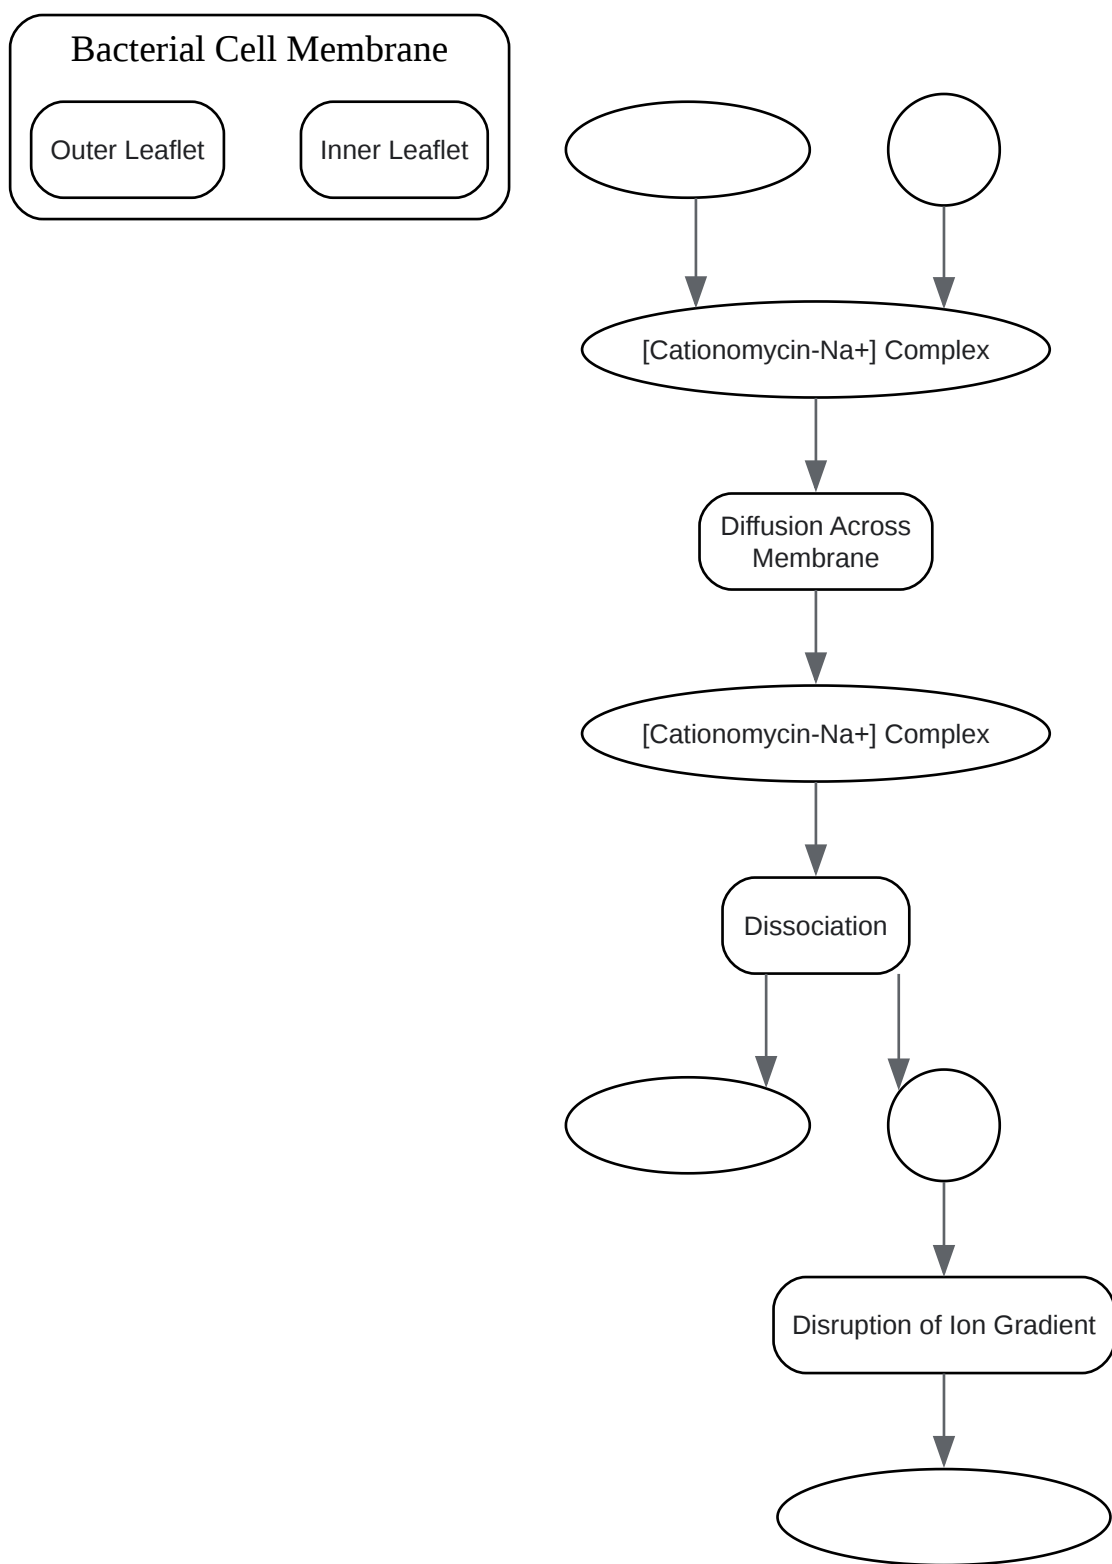 Bacterial Cell Membrane
Outer Leaflet
Inner Leaflet
[Cationomycin-Na+] Complex
Diffusion Across
Membrane
[Cationomycin-Na+] Complex
Dissociation
Disruption of Ion Gradient